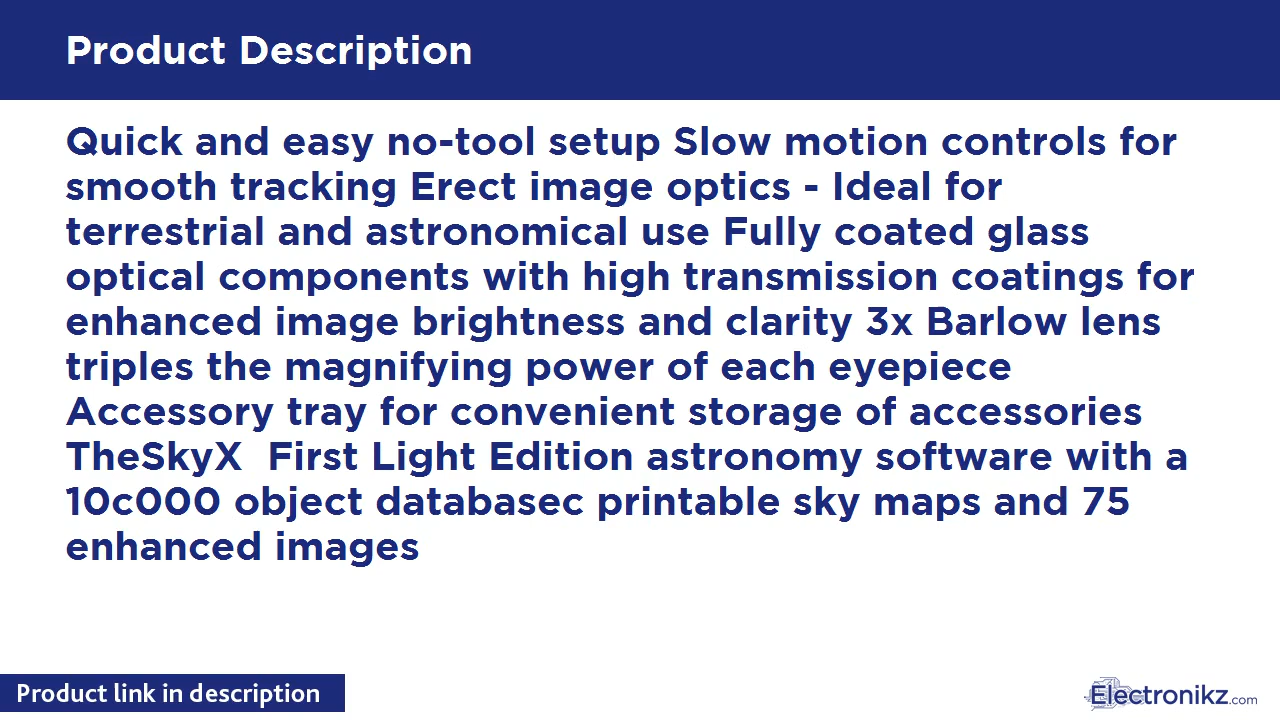 Product Description
Quick and easy no-tool setup Slow motion controls for
smooth tracking Erect image optics - Ideal for
terrestrial and astronomical use Fully coated glass
optical components with high transmission coatings for
enhanced image brightness and clarity 3x Barlow lens
triples the magnifying power of each eyepiece
Accessory tray for convenient storage of accessories
TheSkyX  First Light Edition astronomy software with a
10c000 object databasec printable sky maps and 75
enhanced images
Product link in description
Electronikz.com